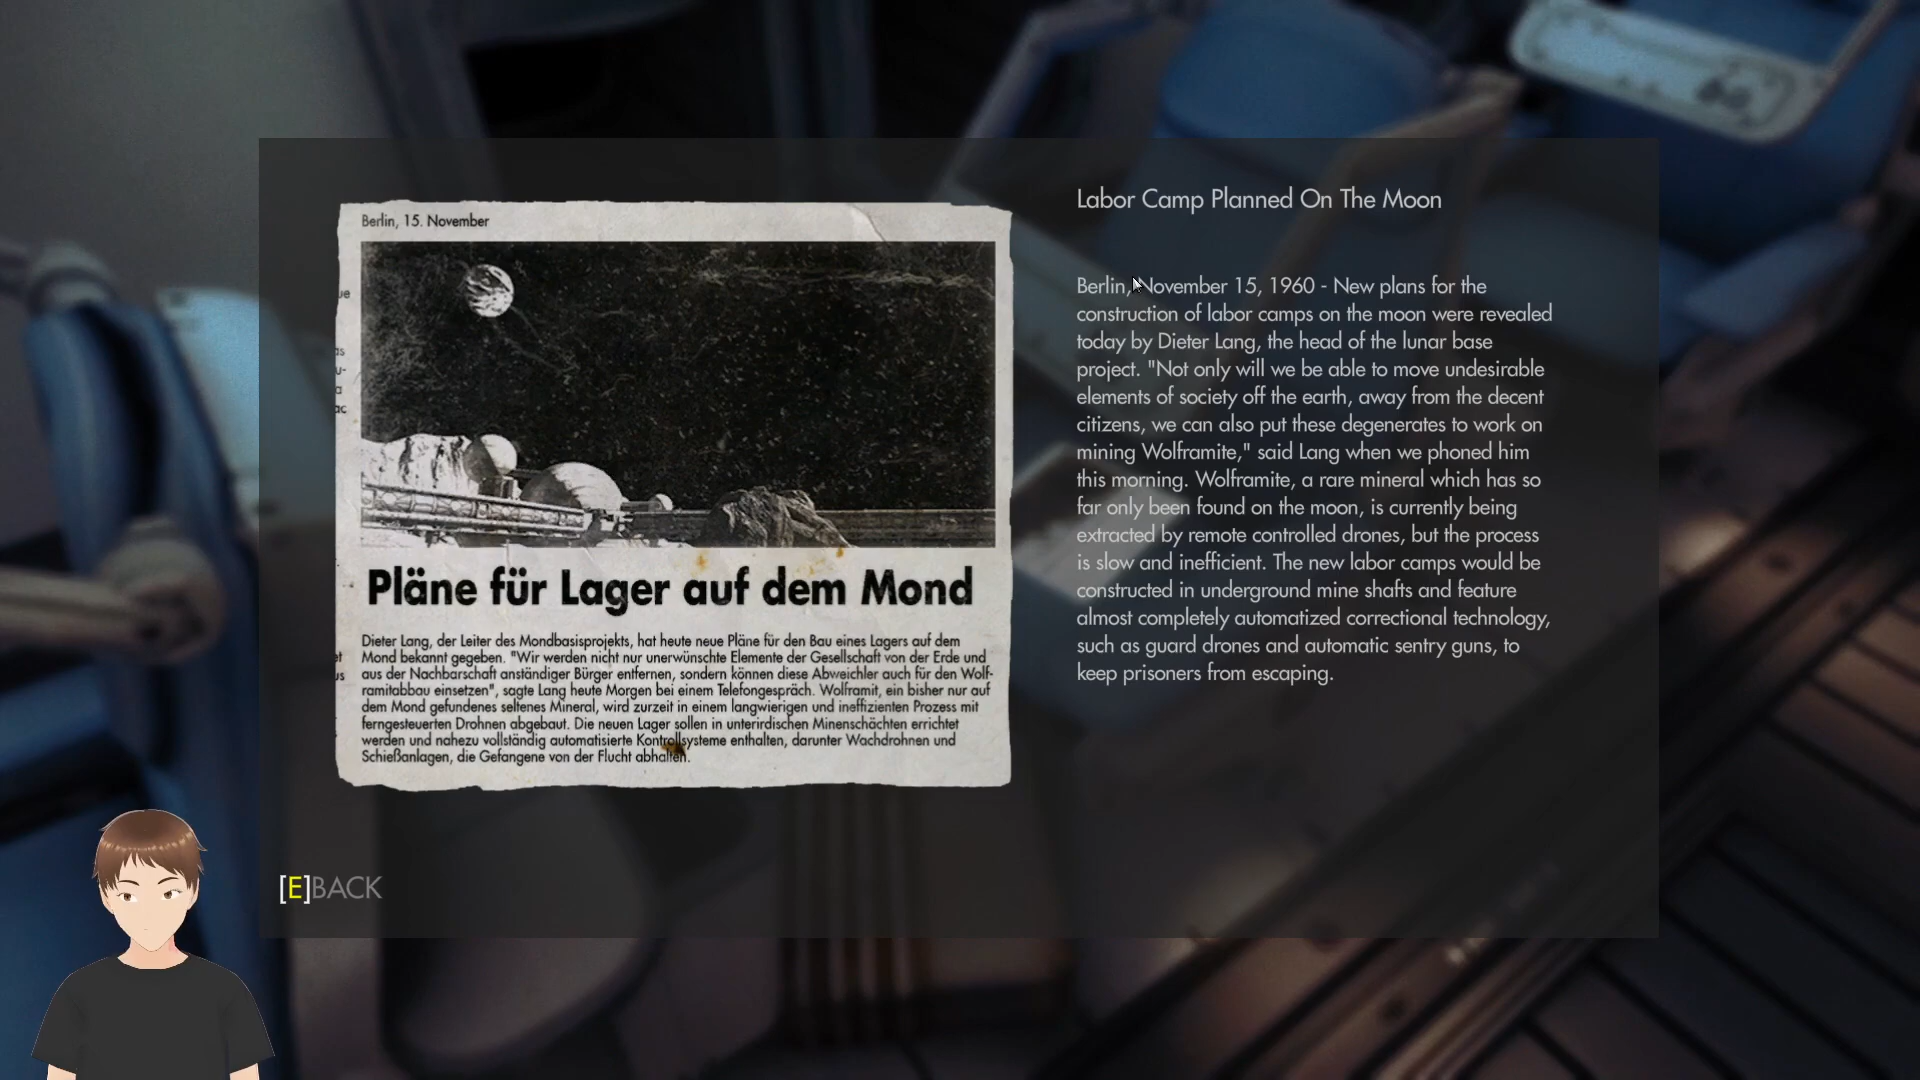 Berlin, 15. November
Pläne für Lager auf dem Mond
Dieter Lang, der Leiter des Mondbasisprojekts, hat heute neue Pläne für den Bau eines Lagers auf dem
Mond bekannt gegeben. "Wir werden nicht nur unerwünschte Elemente der Gesellschaft von der Erde und
aus der Nachbarschaft anständiger Bürger entfernen, sondern können diese Abweichler auch für den Wolf-
ramitabbau einsetzen", sagte Lang heute Morgen bei einem Telefongespräch. Wolframit, ein bisher nur auf
dem Mond gefundenes seltenes Mineral, wird zurzeit in einem langwierigen und ineffizienten Prozess mit
ferngesteuerten Drohnen abgebaut. Die neuen Lager sollen in unterirdischen Minenschächten errichtet
werden und nahezu vollständig automatisierte Kontrollsysteme enthalten, darunter Wachdrohnen und
Schießanlagen, die Gefangene von der Flucht abhalten.
Labor Camp Planned On The Moon
Berlin, November 15, 1960 - New plans for the
construction of labor camps on the moon were revealed
today by Dieter Lang, the head of the lunar base
project. "Not only will we be able to move undesirable
elements of society off the earth, away from the decent
citizens, we can also put these degenerates to work on
mining Wolframite," said Lang when we phoned him
this morning. Wolframite, a rare mineral which has so
far only been found on the moon, is currently being
extracted by remote controlled drones, but the process
is slow and inefficient. The new labor camps would be
constructed in underground mine shafts and feature
almost completely automatized correctional technology,
such as guard drones and automatic sentry guns, to
keep prisoners from escaping.
[E]BACK